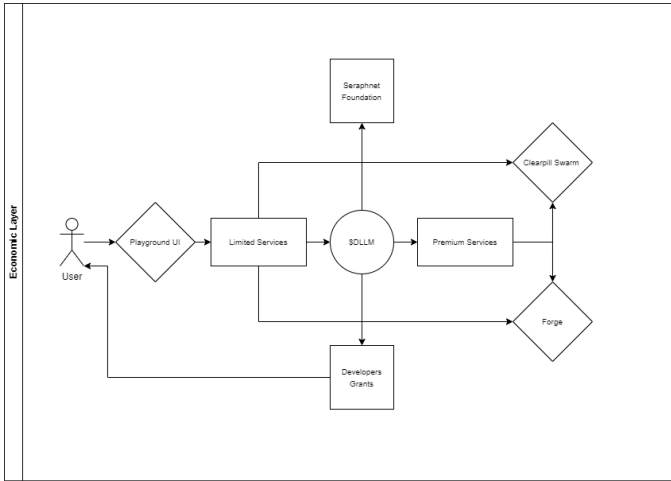 Economic Layer
Seraphnet
Foundation
Clearpill Swarm
User
Playground UI
Limited Services
$DLLM
Premium Services
Forge
Developers
Grants